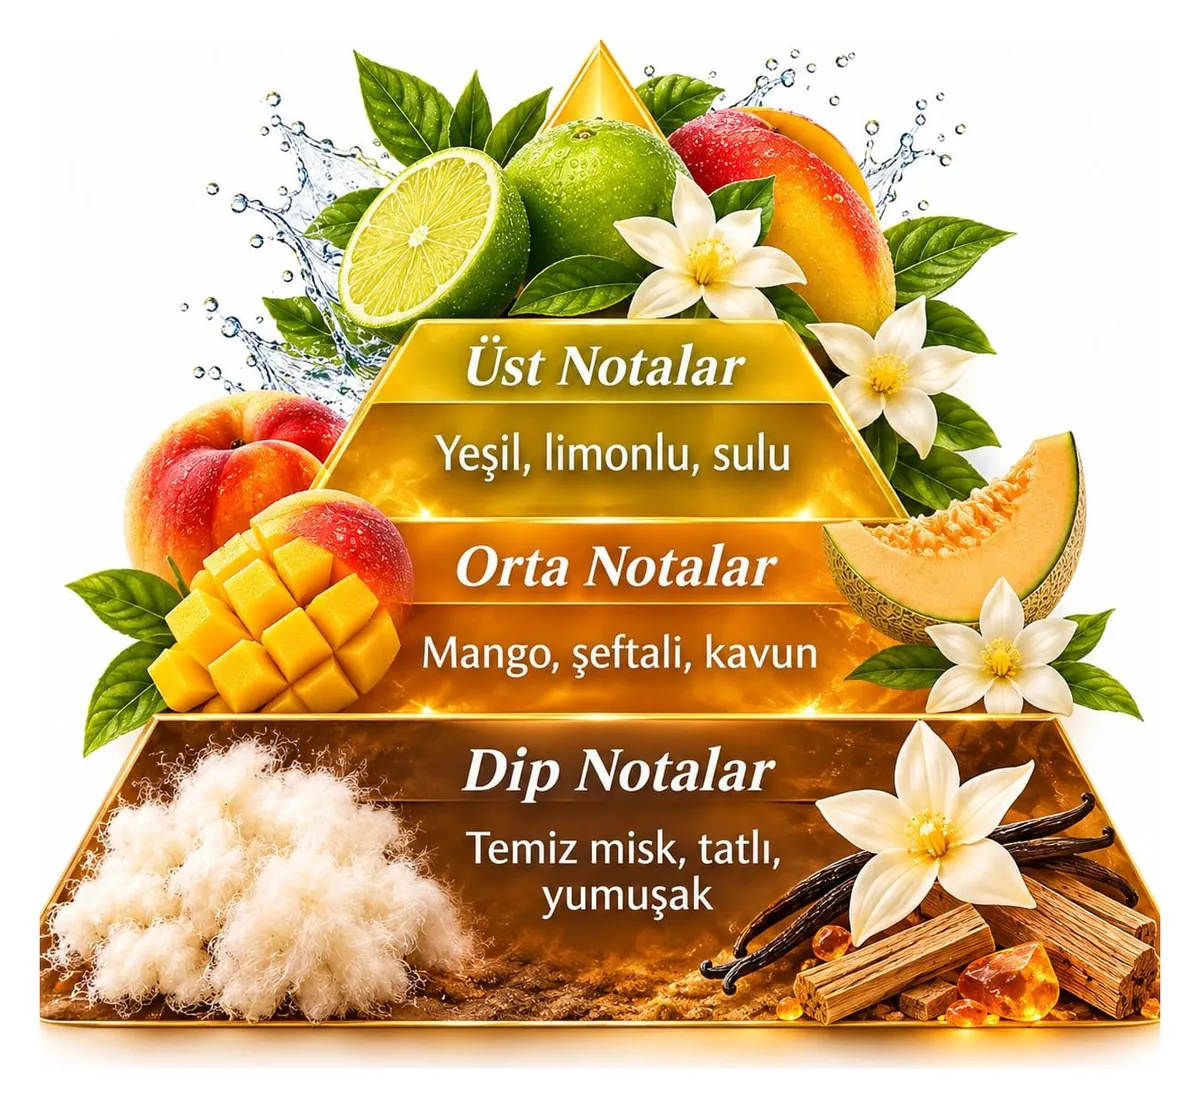 Üst Notalar
Yeşil, limonlu, sulu
Orta Notalar
Mango, şeftali, kavun
Dip Notalar
Temiz misk, tatlı,
yumuşak